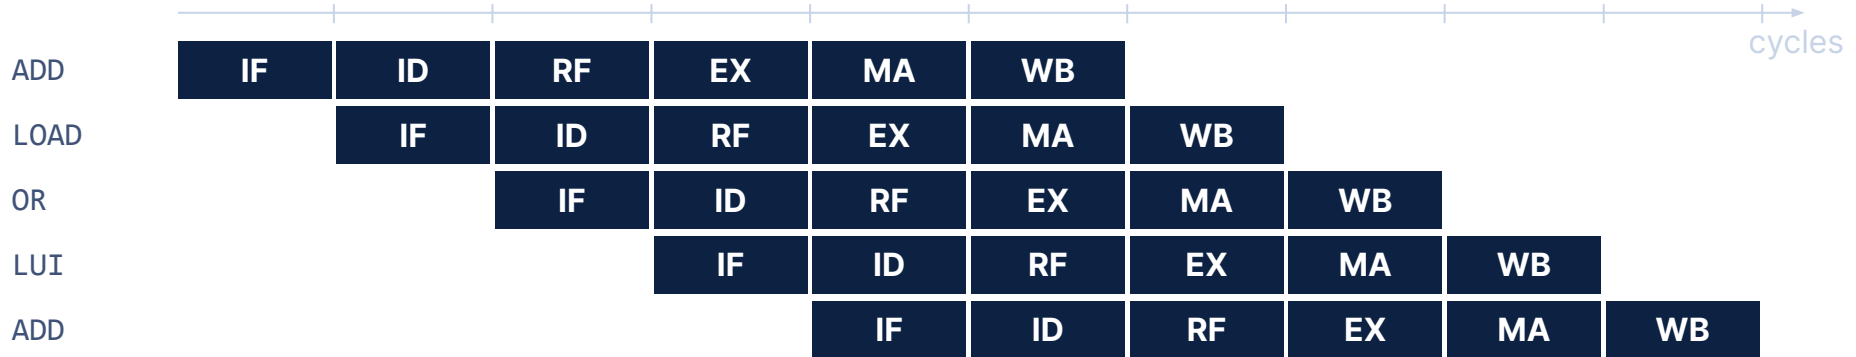 cycles
ADD IF ID RF EX MA WB
LOAD IF ID RF EX MA WB
OR IF ID RF EX MA WB
LUI IF ID RF EX MA WB
ADD IF ID RF EX MA WB